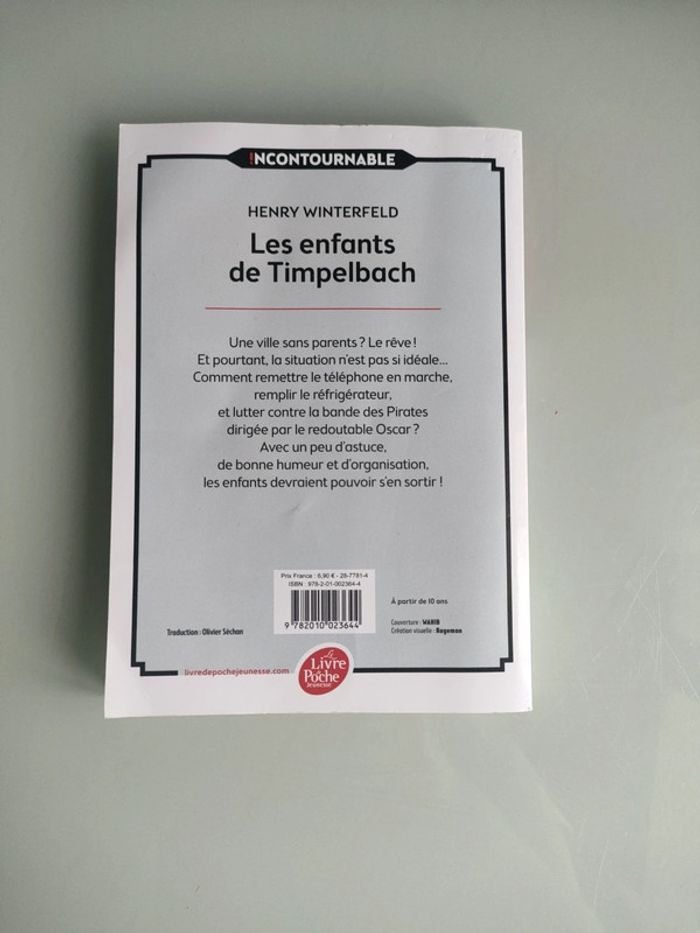 INCONTOURNABLE
HENRY WINTERFELD
Les enfants
de Timpelbach
Une ville sans parents ? Le rêve !
Et pourtant, la situation n'est pas si idéale...
Comment remettre le téléphone en marche,
remplir le réfrigérateur,
et lutter contre la bande des Pirates
dirigée par le redoutable Oscar ?
Avec un peu d'astuce,
de bonne humeur et d'organisation,
les enfants devraient pouvoir s'en sortir !
Prix France : 6,90 € - 28-7781-4
ISBN : 978-2-01-002364-4
9 782010 023644
À partir de 10 ans
Couverture : WAHIB
Création visuelle : Rageman
Traduction : Olivier Séchan
livredepochejeunesse.com
Le
Livre
de
Poche
Jeunesse